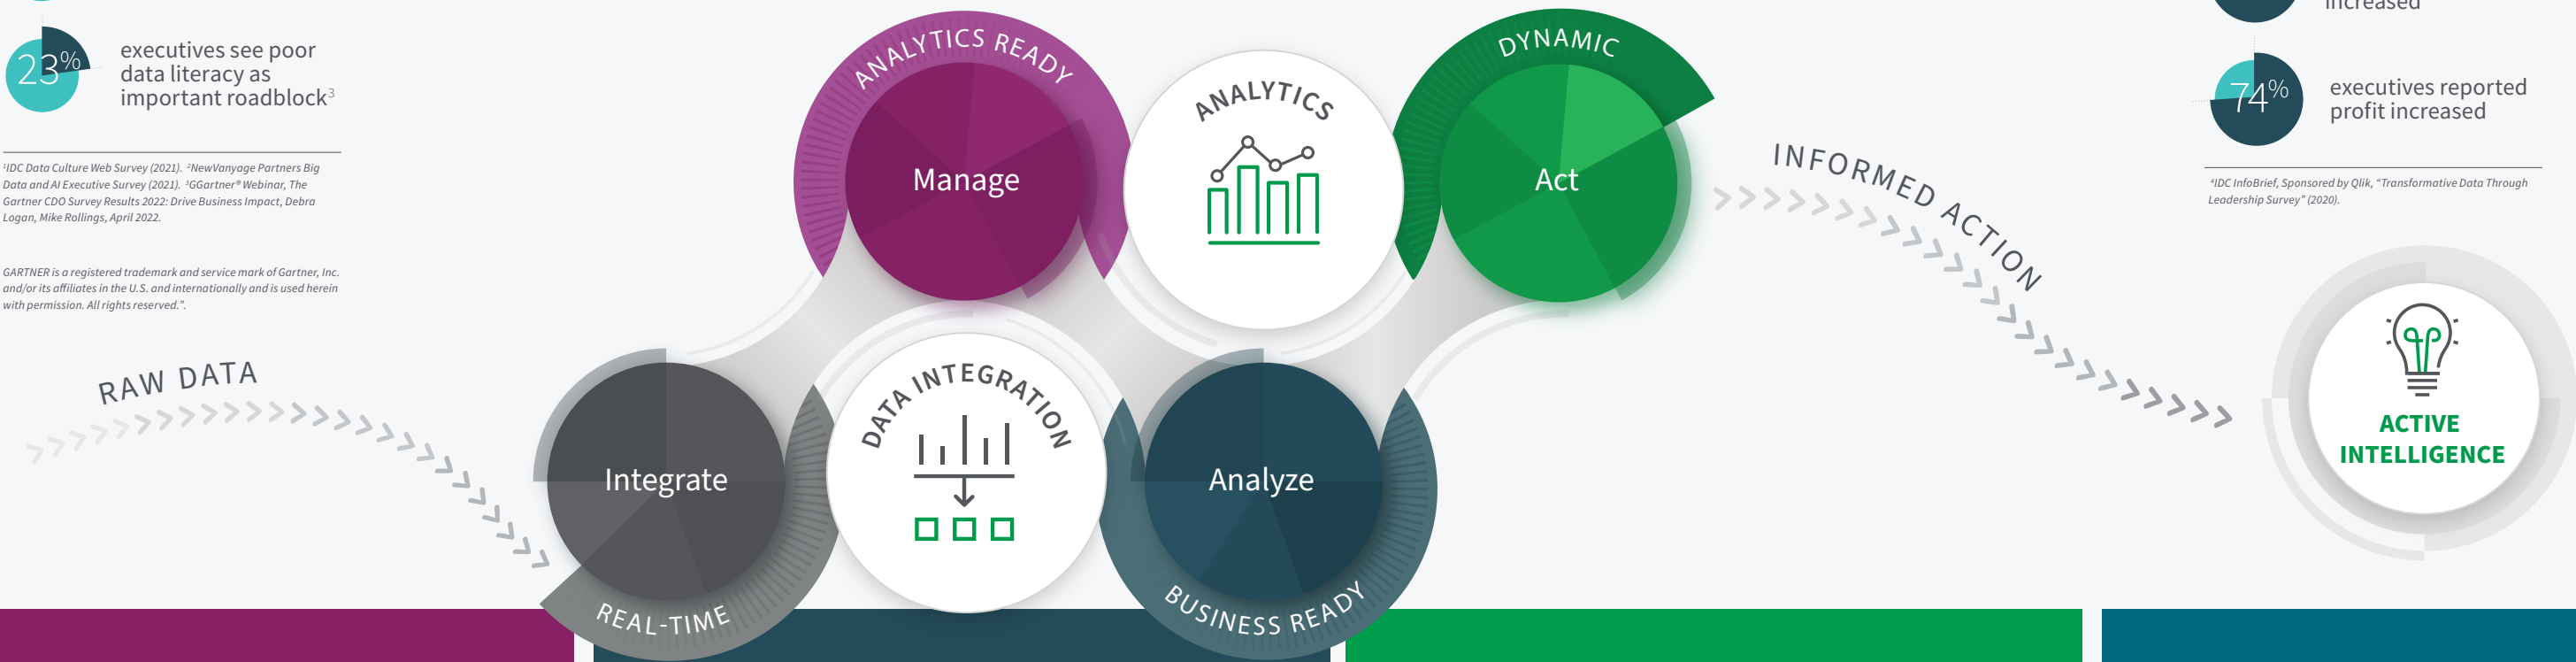 23%
executives see poor
data literacy as
important roadblock³
¹IDC Data Culture Web Survey (2021). ²NewVanyage Partners Big
Data and AI Executive Survey (2021). ³GGartner® Webinar, The
Gartner CDO Survey Results 2022: Drive Business Impact, Debra
Logan, Mike Rollings, April 2022.
GARTNER is a registered trademark and service mark of Gartner, Inc.
and/or its affiliates in the U.S. and internationally and is used herein
with permission. All rights reserved.”.
RAW DATA
Integrate
REAL-TIME
DATA INTEGRATION
ANALYTICS READY
Manage
ANALYTICS
Analyze
BUSINESS READY
DYNAMIC
Act
INFORMED ACTION
increased
74%
executives reported
profit increased
⁴IDC InfoBrief, Sponsored by Qlik, “Transformative Data Through
Leadership Survey” (2020).
ACTIVE
INTELLIGENCE